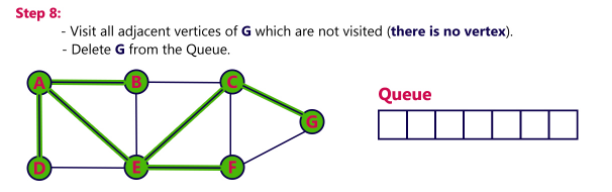 Step 8:
- Visit all adjacent vertices of G which are not visited (there is no vertex).
- Delete G from the Queue.
A B C
Queue
G
D E F